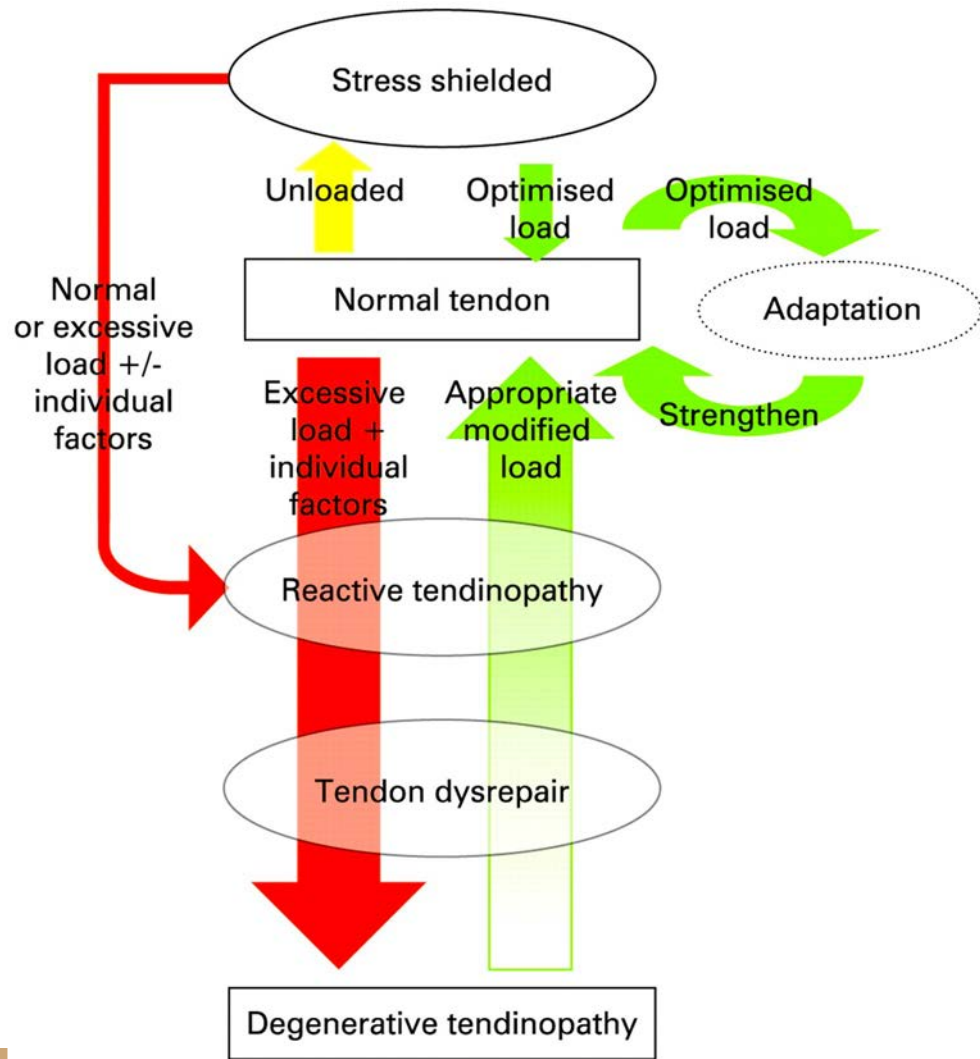 Stress shielded
Unloaded
Optimised
load
Optimised
load
Normal
or excessive
load +/-
individual
factors
Normal tendon
Adaptation
Excessive
load +
individual
factors
Appropriate
modified
load
Strengthen
Reactive tendinopathy
Tendon dysrepair
Degenerative tendinopathy